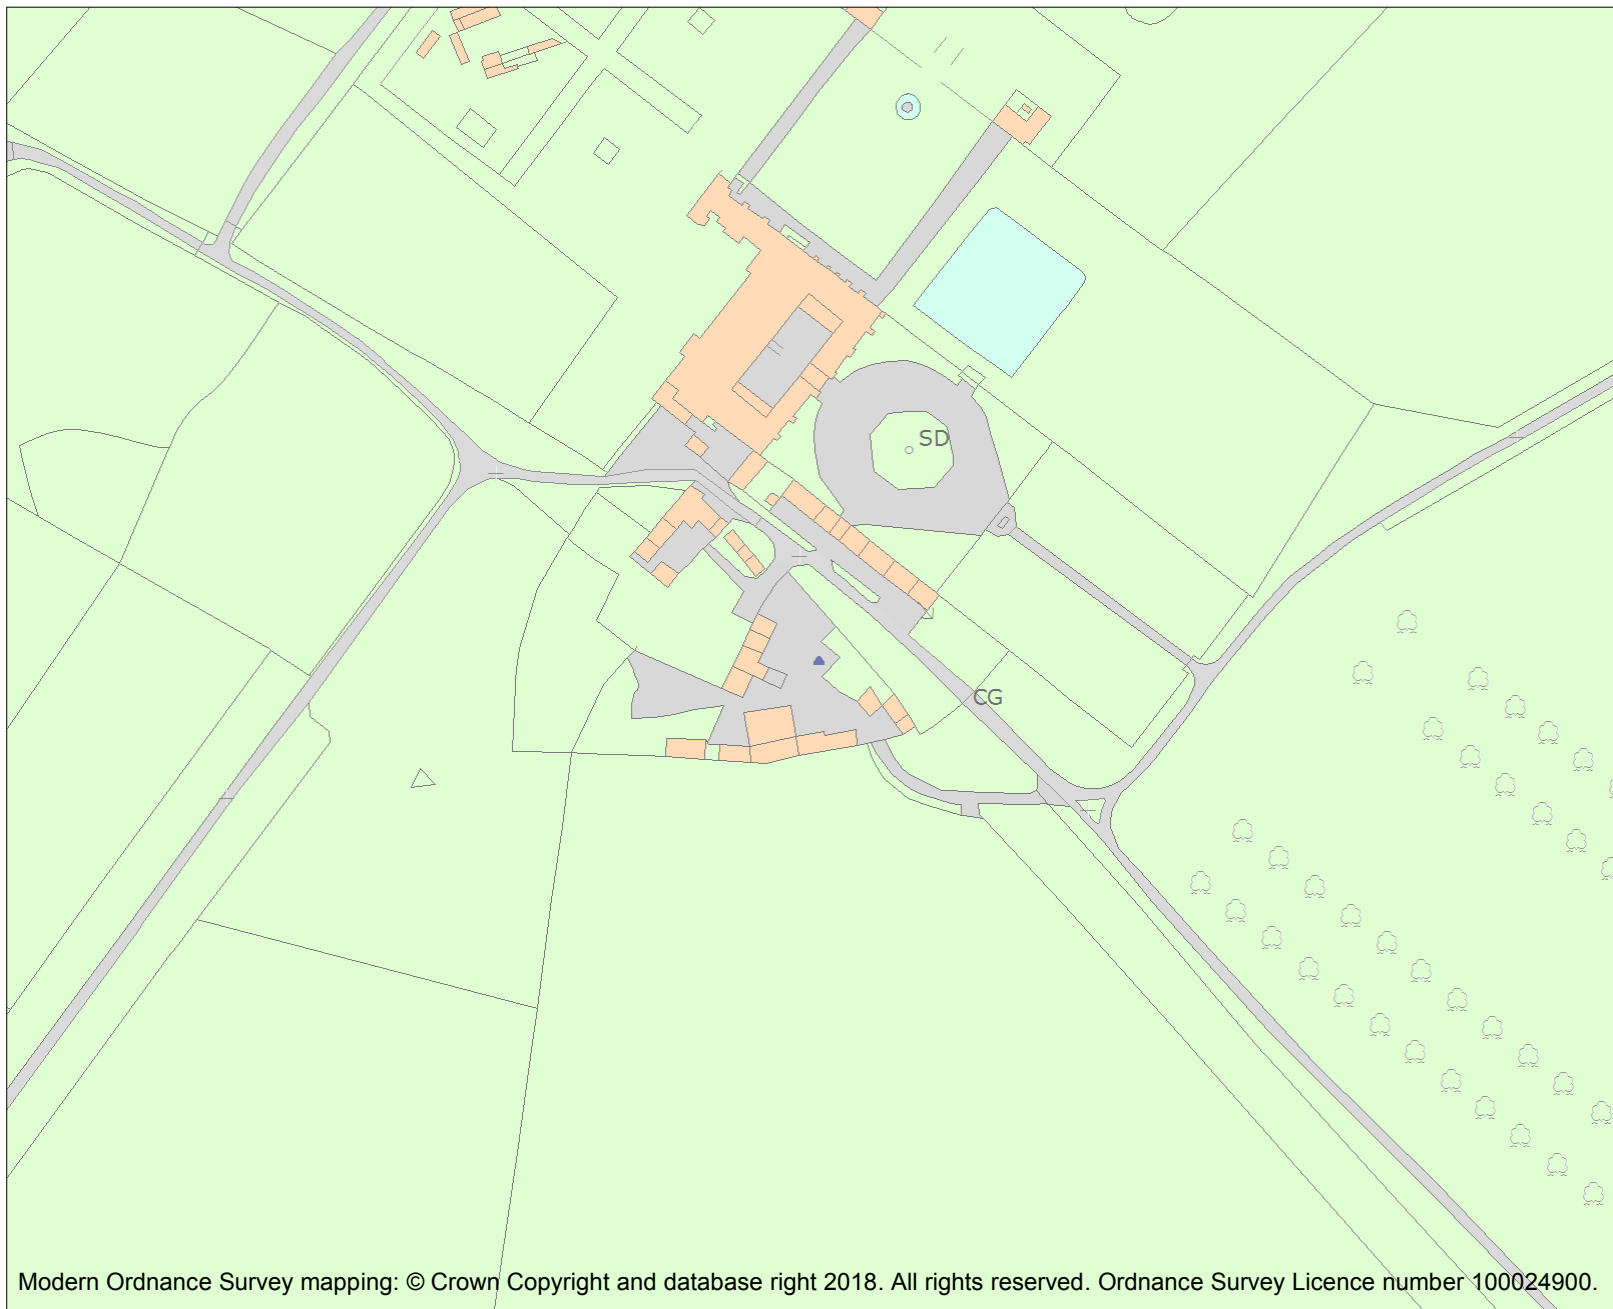 SD
CG
Modern Ordnance Survey mapping: © Crown Copyright and database right 2018. All rights reserved. Ordnance Survey Licence number 100024900.